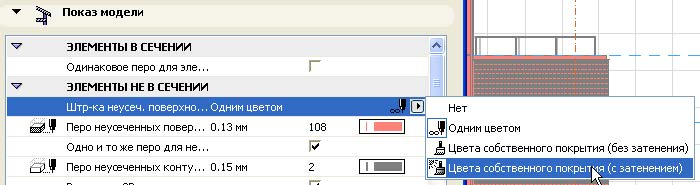 Показ модели
ЭЛЕМЕНТЫ В СЕЧЕНИИ
Одинаковое перо для эле...
ЭЛЕМЕНТЫ НЕ В СЕЧЕНИИ
Штр-ка неусеч. поверхно... Одним цветом
Перо неусеченных повер... 0.13 мм 108
Одно и то же перо для не...
Перо неусеченных конту... 0.15 мм 2
Нет
Одним цветом
Цвета собственного покрытия (без затенения)
Цвета собственного покрытия (с затенением)